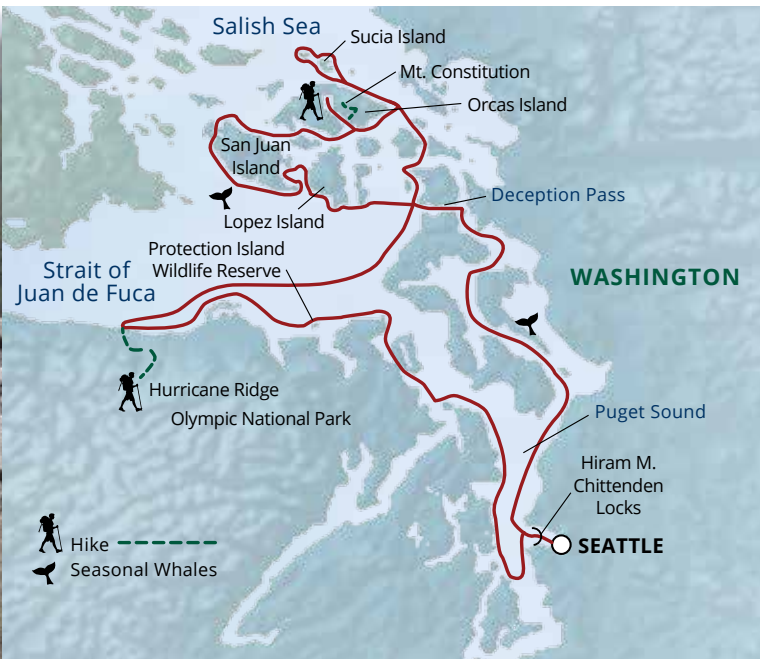 Salish Sea
Sucia Island
Mt. Constitution
Orcas Island
San Juan
Island
Deception Pass
Lopez Island
Protection Island
Wildlife Reserve
Strait of
Juan de Fuca
WASHINGTON
Hurricane Ridge
Olympic National Park
Puget Sound
Hiram M.
Chittenden
Locks
SEATTLE
Hike
Seasonal Whales